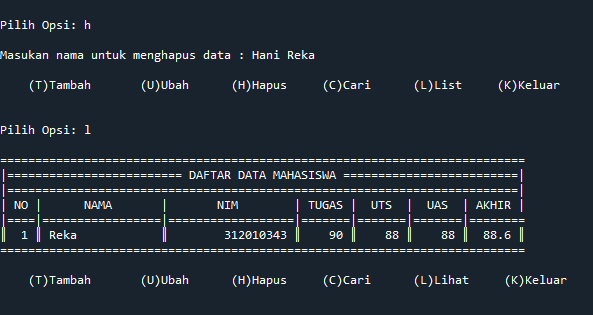 Pilih Opsi: h
Masukan nama untuk menghapus data : Hani Reka
(T)Tambah (U)Ubah (H)Hapus (C)Cari (L)List (K)Keluar
Pilih Opsi: l
===========================================================================
|========================= DAFTAR DATA MAHASISWA =========================|
|=========================================================================|
| NO | NAMA | NIM | TUGAS | UTS | UAS | AKHIR |
|====|=================|==================|=======|=======|=======|=======
║ 1 ║ Reka ║ 312010343 ║ 90 ║ 88 ║ 88 ║ 88.6 ║
===========================================================================
(T)Tambah (U)Ubah (H)Hapus (C)Cari (L)Lihat (K)Keluar